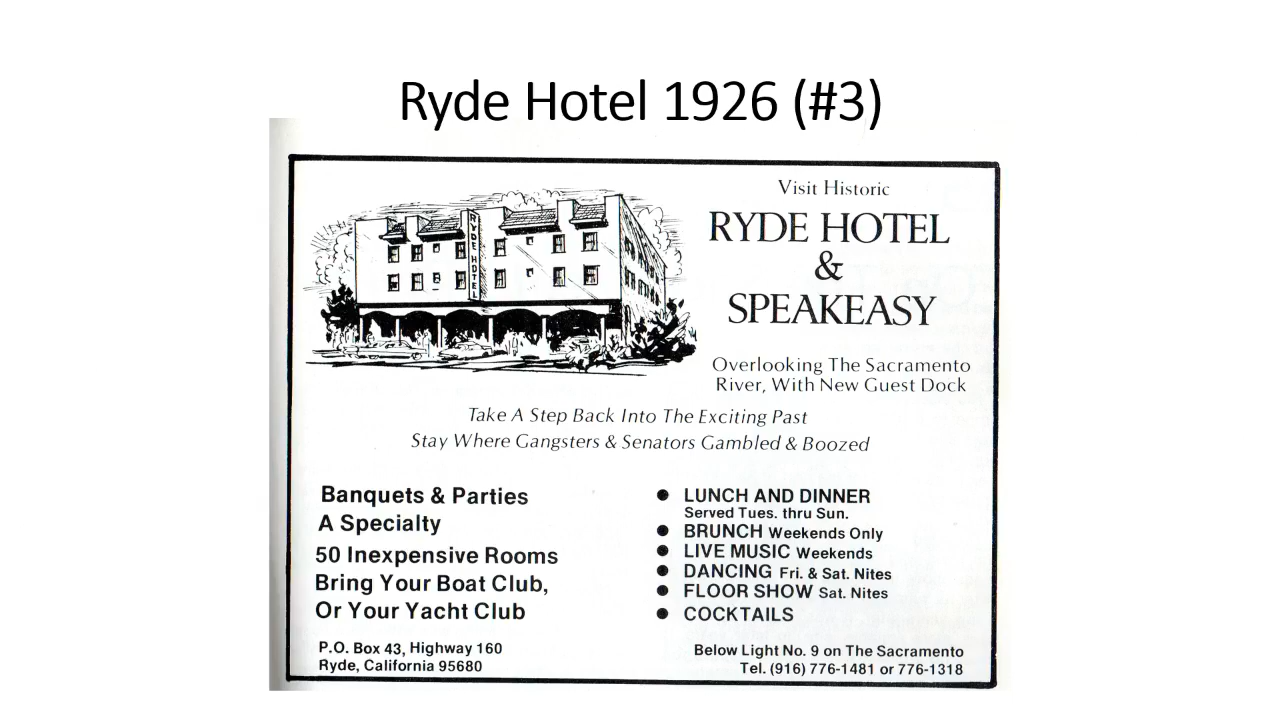 Ryde Hotel 1926 (#3)
RYDE HOTEL
Visit Historic
RYDE HOTEL
&
SPEAKEASY
Overlooking The Sacramento
River, With New Guest Dock
Take A Step Back Into The Exciting Past
Stay Where Gangsters & Senators Gambled & Boozed
Banquets & Parties
A Specialty
50 Inexpensive Rooms
Bring Your Boat Club,
Or Your Yacht Club
P.O. Box 43, Highway 160
Ryde, California 95680
● LUNCH AND DINNER
Served Tues. thru Sun.
● BRUNCH Weekends Only
● LIVE MUSIC Weekends
● DANCING Fri. & Sat. Nites
● FLOOR SHOW Sat. Nites
● COCKTAILS
Below Light No. 9 on The Sacramento
Tel. (916) 776-1481 or 776-1318